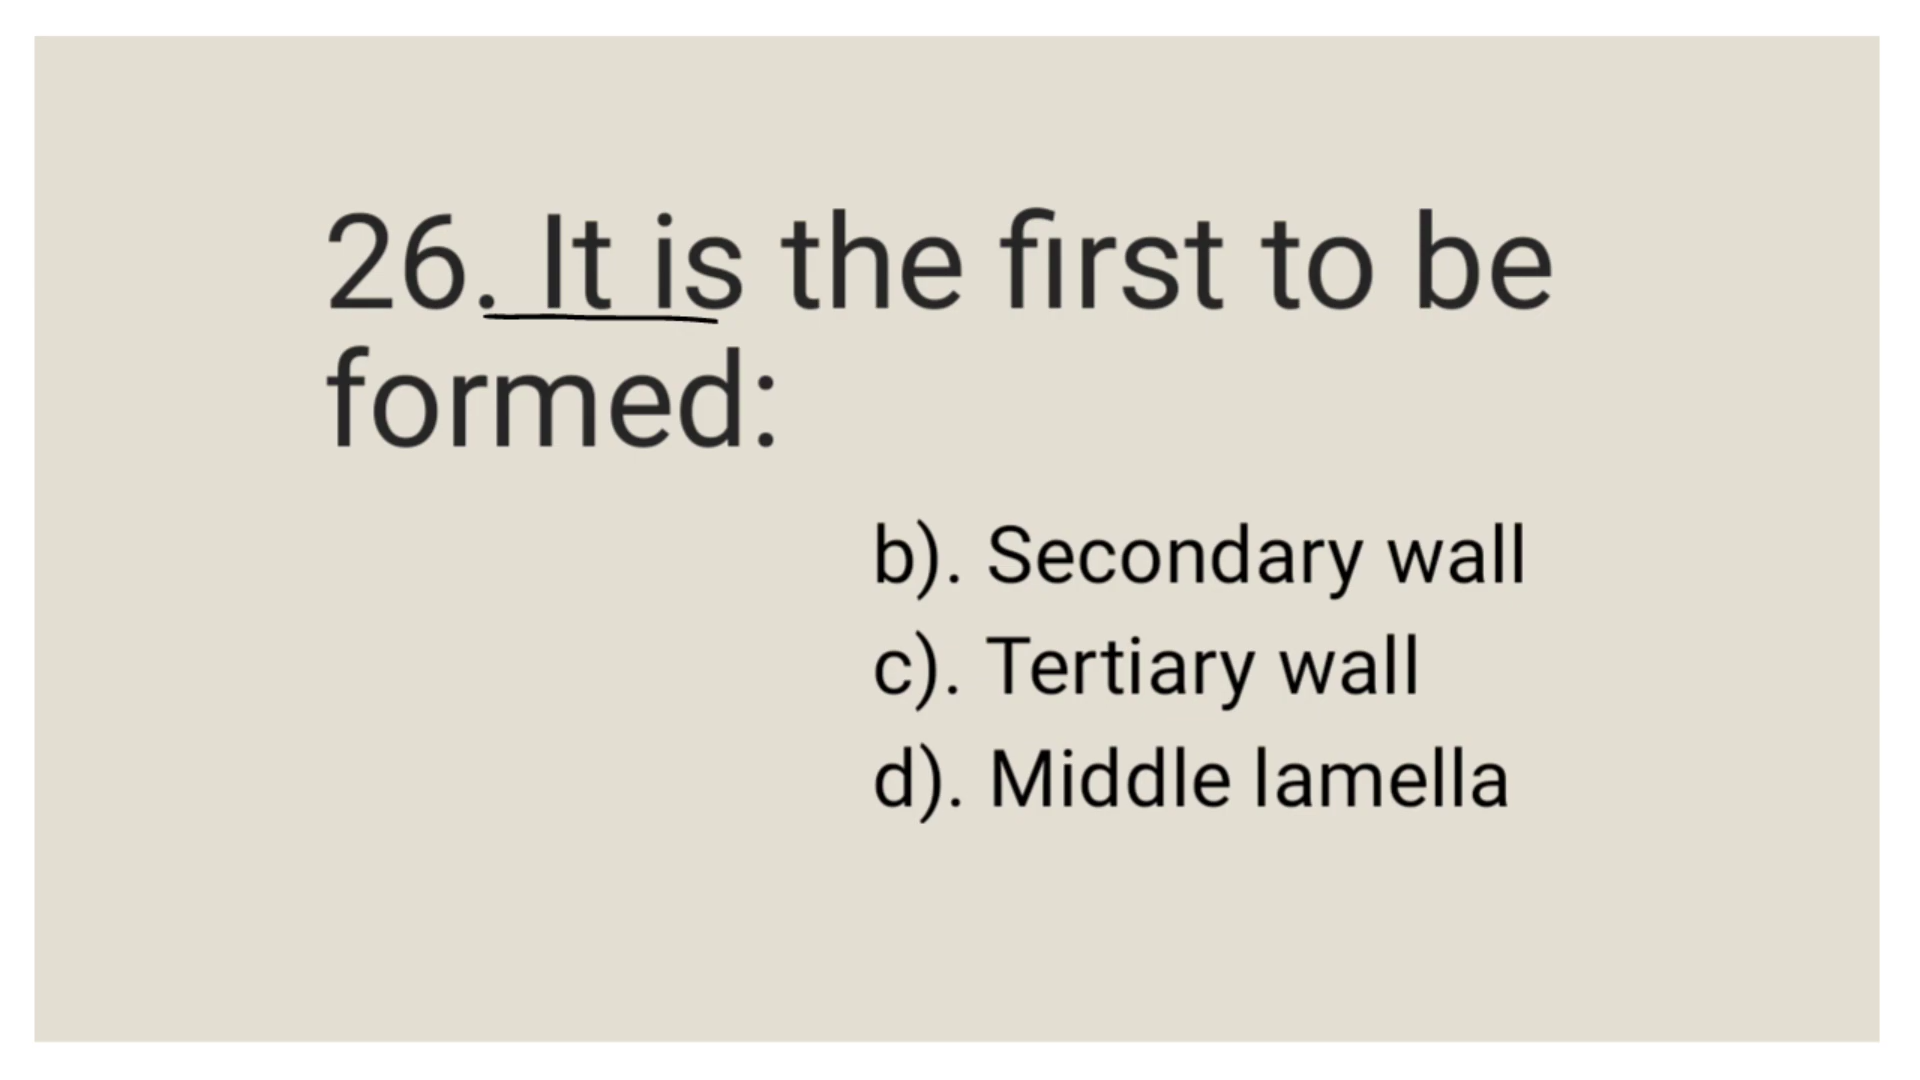 26. It is the first to be
formed:
b). Secondary wall
c). Tertiary wall
d). Middle lamella